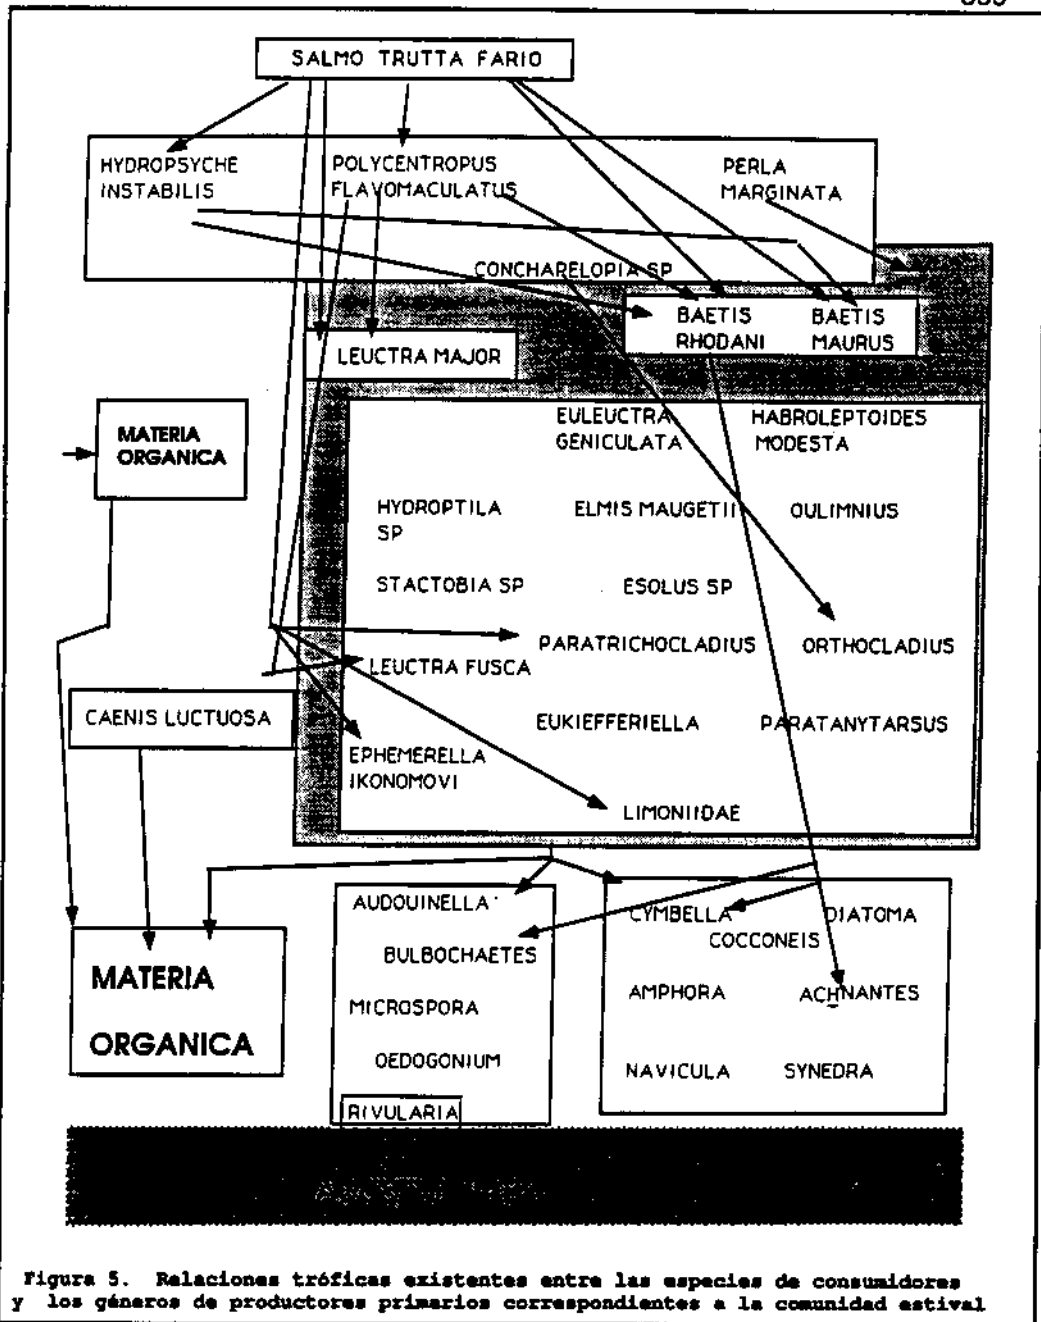 SALMO TRUTTA FARIO
HYDROPSYCHE
INSTABILIS
POLYCENTROPUS
FLAVOMACULATUS
PERLA
MARGINATA
CONCHARELOPIA SP
BAETIS
RHODANI
BAETIS
MAURUS
LEUCTRA MAJOR
MATERIA
ORGANICA
EULEUCTRA
GENICULATA
HABROLEPTOIDES
MODESTA
HYDROPTILA
SP
ELMIS MAUGETII
OULIMNIUS
STACTOBIA SP
ESOLUS SP
PARATRICHOCLADIUS
ORTHOCLADIUS
LEUCTRA FUSCA
CAENIS LUCTUOSA
EUKIEFFERIELLA
PARATANYTARSUS
EPHEMERELLA
IKONOMOVI
LIMONIIDAE
MATERIA
ORGANICA
AUDOUINELLA
BULBOCHAETES
MICROSPORA
OEDOGONIUM
RIVULARIA
CYMBELLA
DIATOMA
COCCONEIS
AMPHORA
ACHNANTES
NAVICULA
SYNEDRA
Figura 5. Relaciones tróficas existentes entre las especies de consumidores
y los géneros de productores primarios correspondientes a la comunidad estival